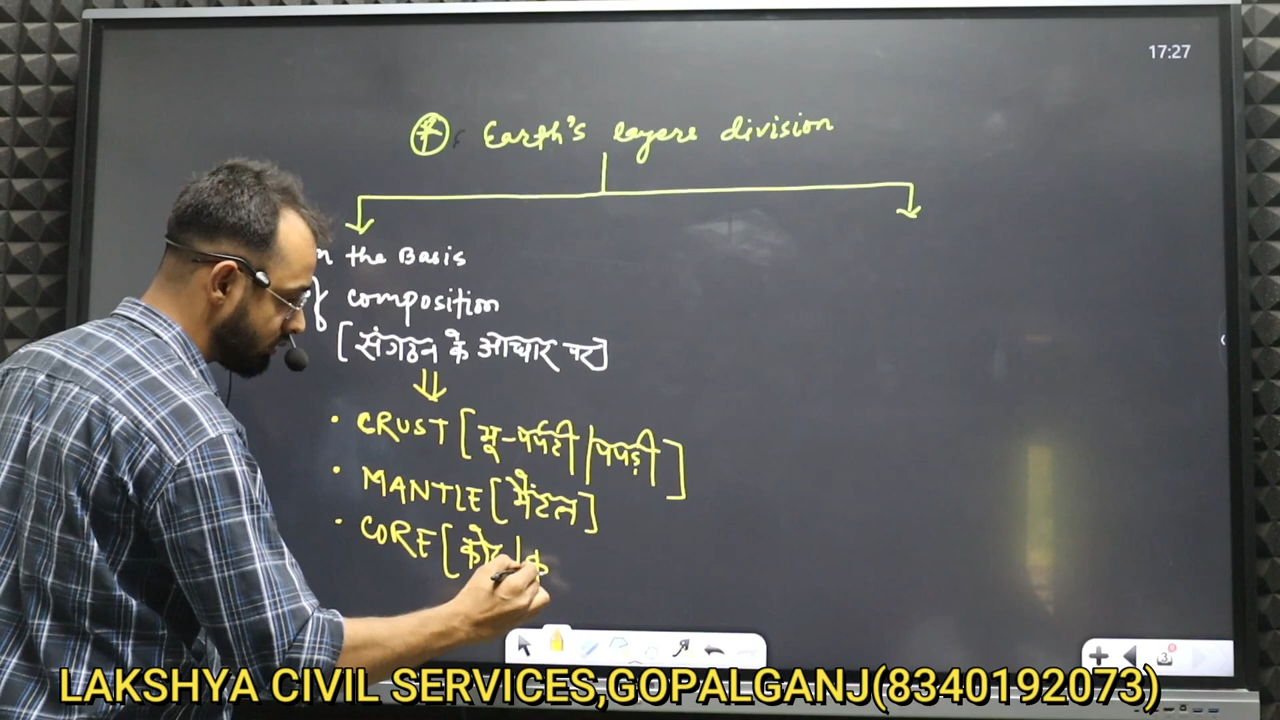 17:27
Earth's layers division
n the Basis
of composition
[संगठन के आधार पर]
• CRUST [भू-पर्पटी/पपड़ी]
• MANTLE [मैंटल]
• CORE [कोर/क
LAKSHYA CIVIL SERVICES,GOPALGANJ(8340192073)